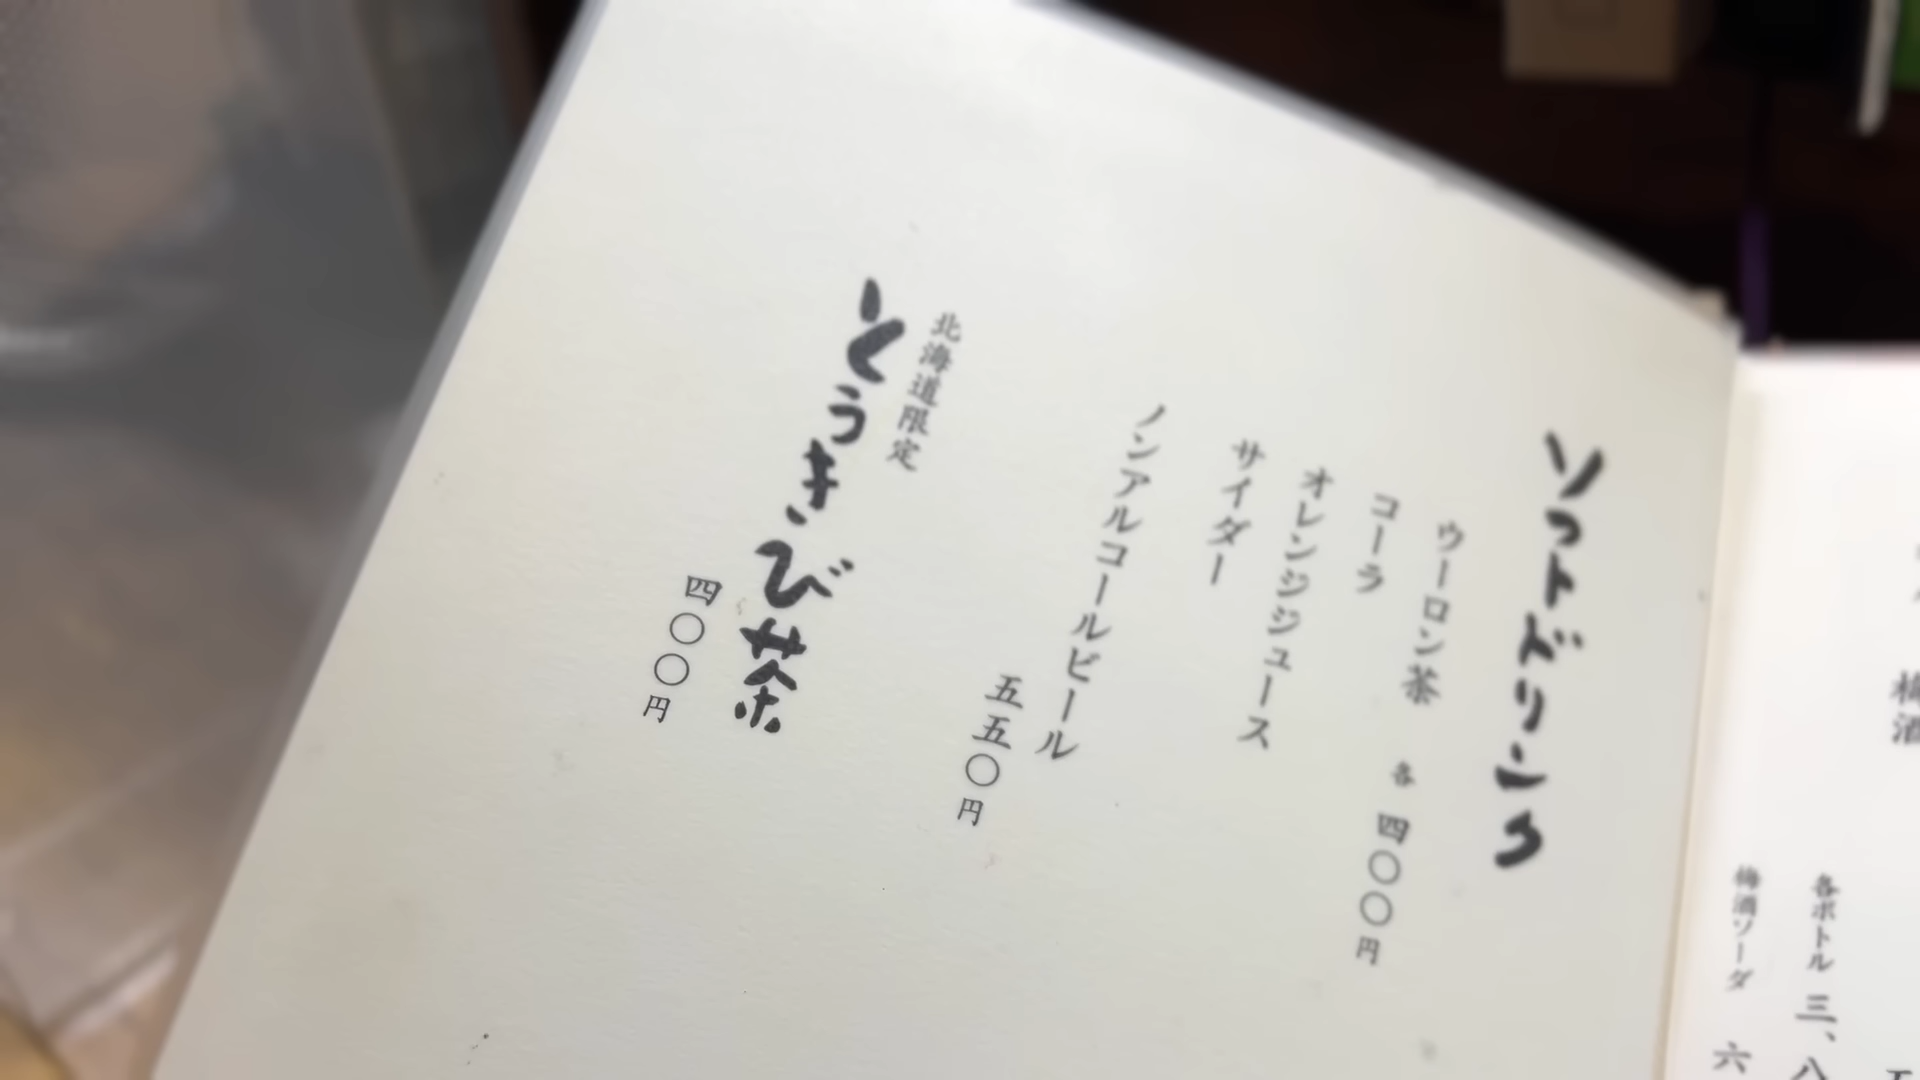 各ボトル 三、八
梅酒ソーダ 六
ソフトドリンク
ウーロン茶 各四〇〇円
コーラ
オレンジジュース
サイダー
ノンアルコールビール
五五〇円
北海道限定
とうきび茶
四〇〇円